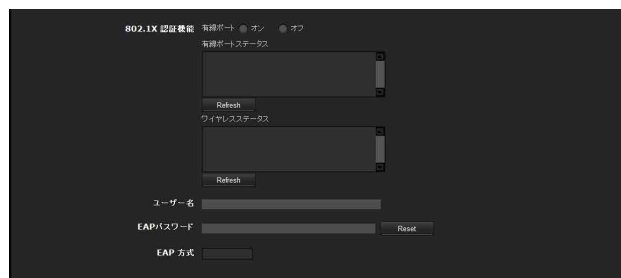 802.1X 認証機能 有線ポート オン オフ
有線ポートステータス
Refresh
ワイヤレスステータス
Refresh
ユーザー名
EAPパスワード Reset
EAP 方式